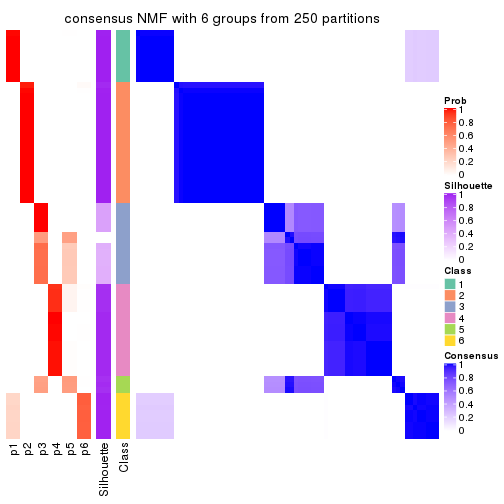 consensus NMF with 6 groups from 250 partitions
Prob
1
0.8
0.6
0.4
0.2
0
Silhouette
1
0.8
0.6
0.4
0.2
0
Class
1
2
3
4
5
6
Consensus
1
0.8
0.6
0.4
0.2
0
p1
p2
p3
p4
p5
p6
Silhouette
Class